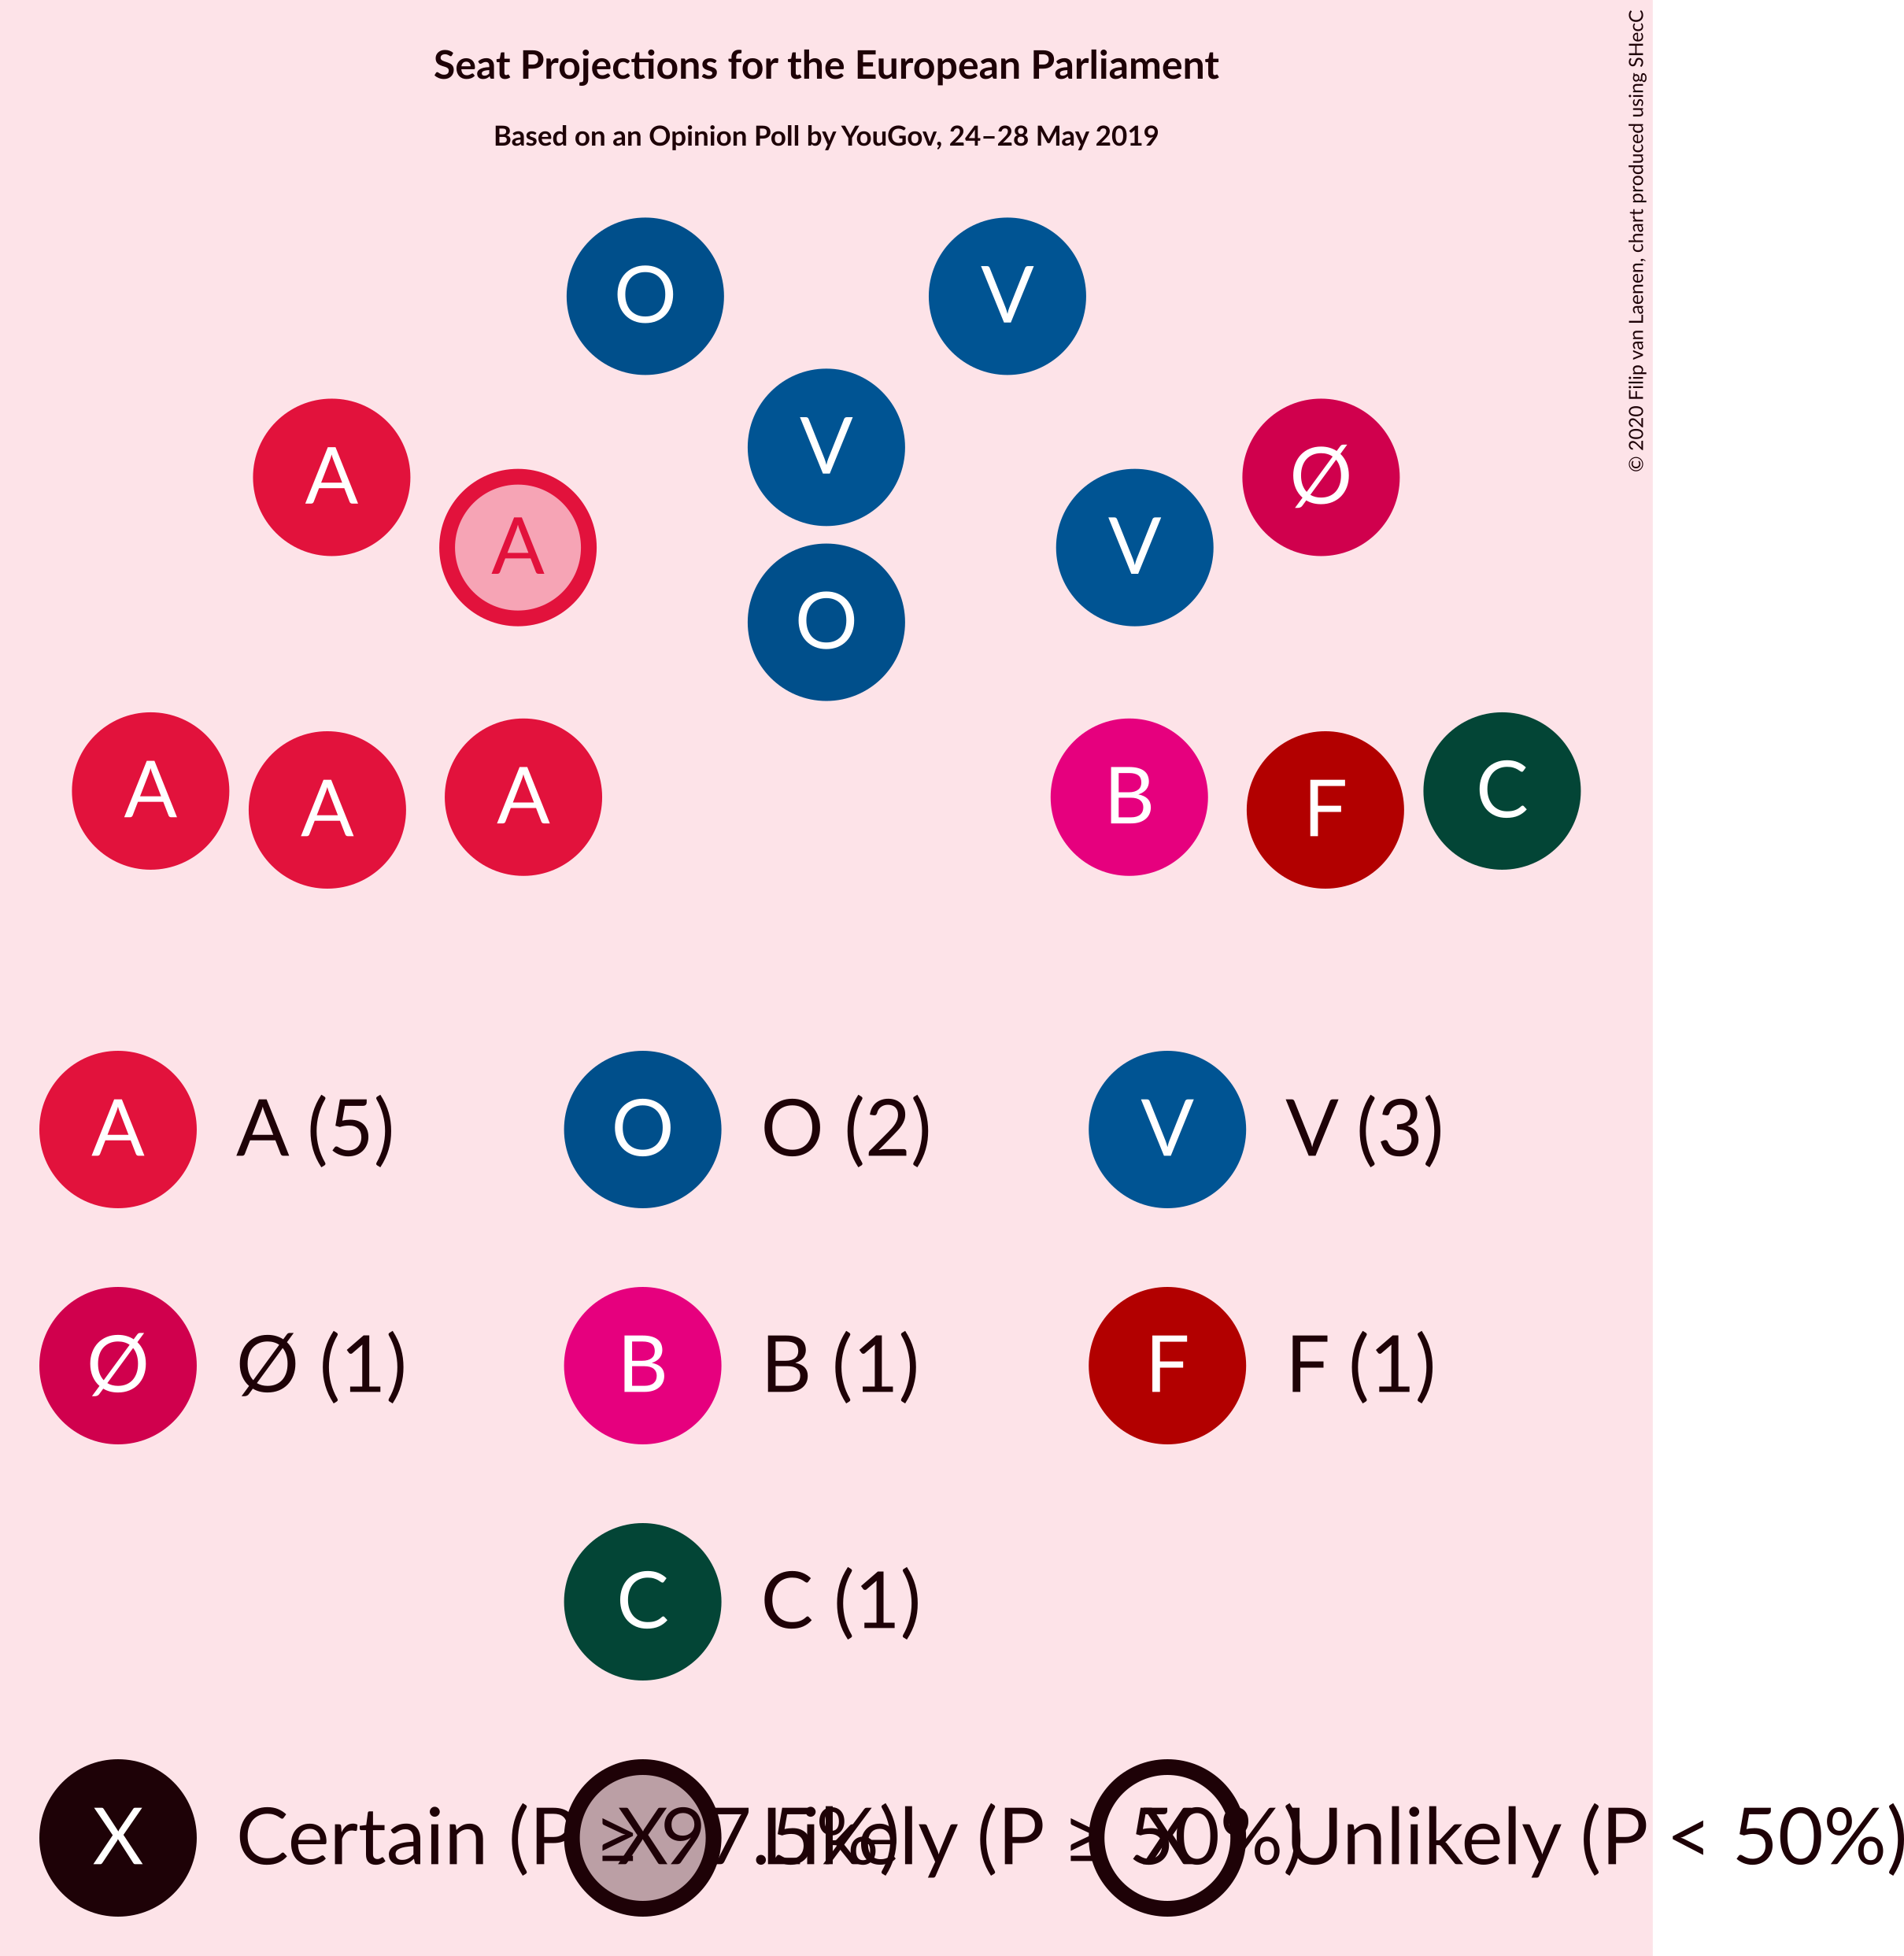 Seat Projections for the European Parliament
Based on an Opinion Poll by YouGov, 24–28 May 2019
© 2020 Filip van Laenen, chart produced using SHecC
O V
V
A Ø
A V
O
A A A B F C
A A (5) O O (2) V V (3)
Ø Ø (1) B B (1) F F (1)
C C (1)
X Certain (P ≥ 97.5%) X Likely (P ≥ 50%) X Unlikely (P < 50%)